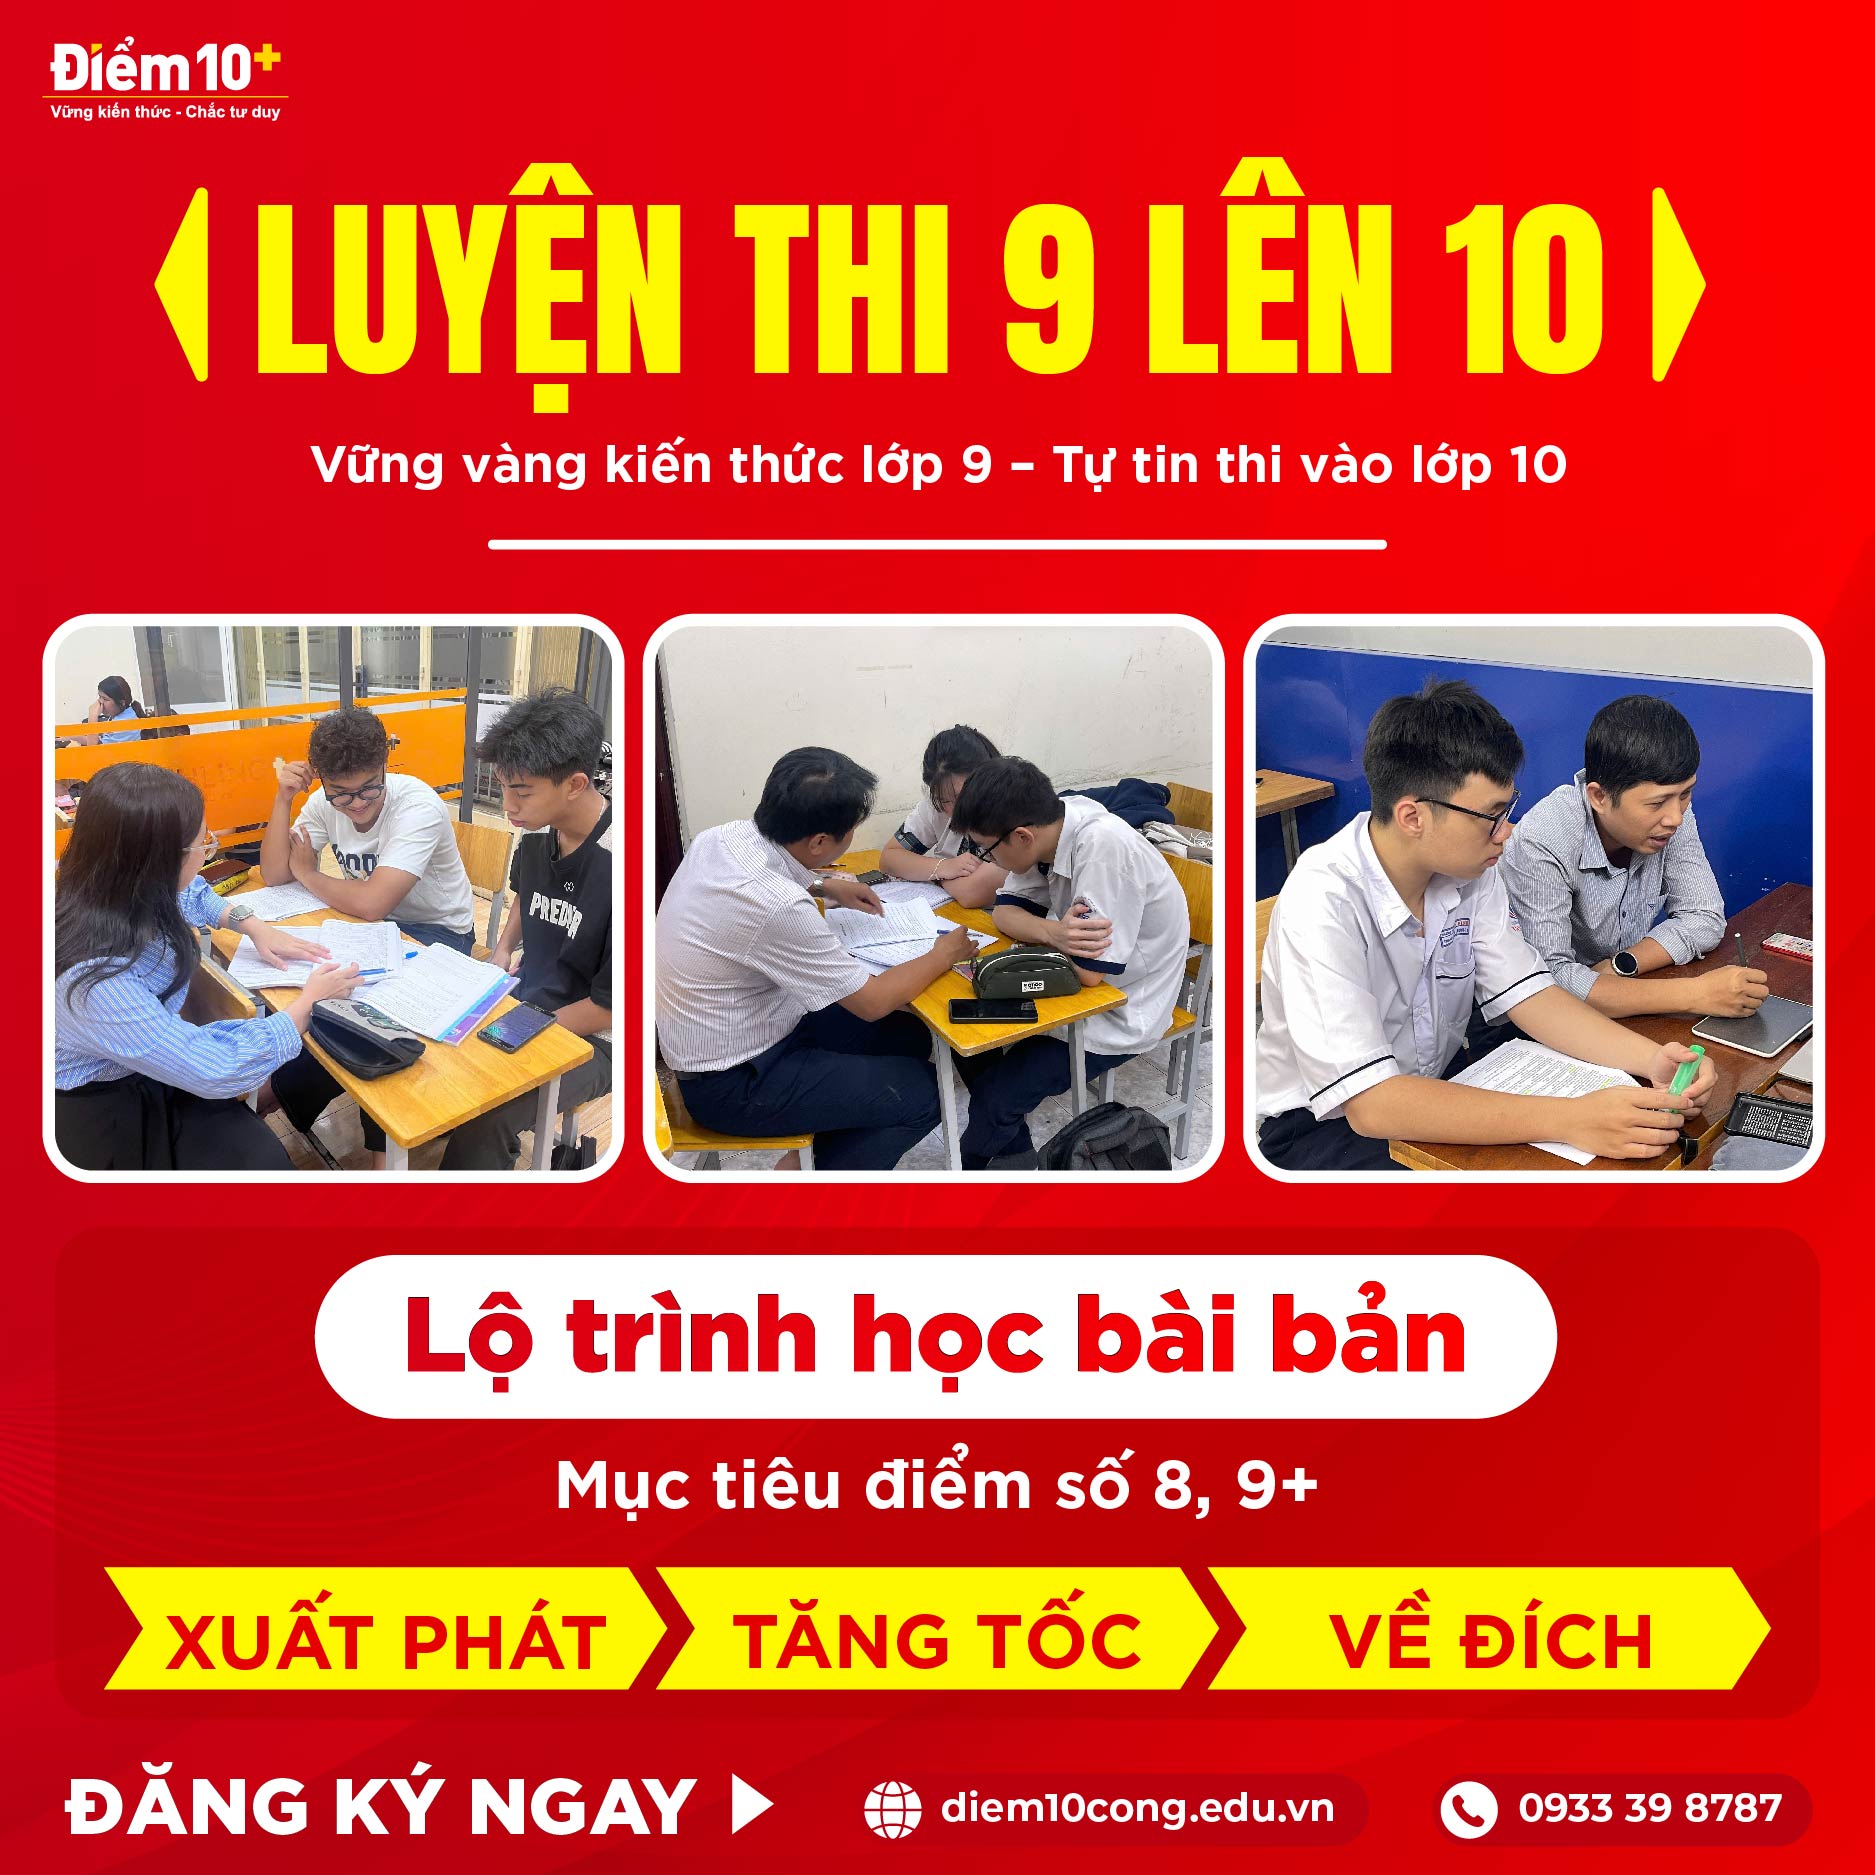 Điểm 10+
Vững kiến thức - Chắc tư duy
LUYỆN THI 9 LÊN 10
Vững vàng kiến thức lớp 9 – Tự tin thi vào lớp 10
Lộ trình học bài bản
Mục tiêu điểm số 8, 9+
XUẤT PHÁT
TĂNG TỐC
VỀ ĐÍCH
ĐĂNG KÝ NGAY
diem10cong.edu.vn
0933 39 8787